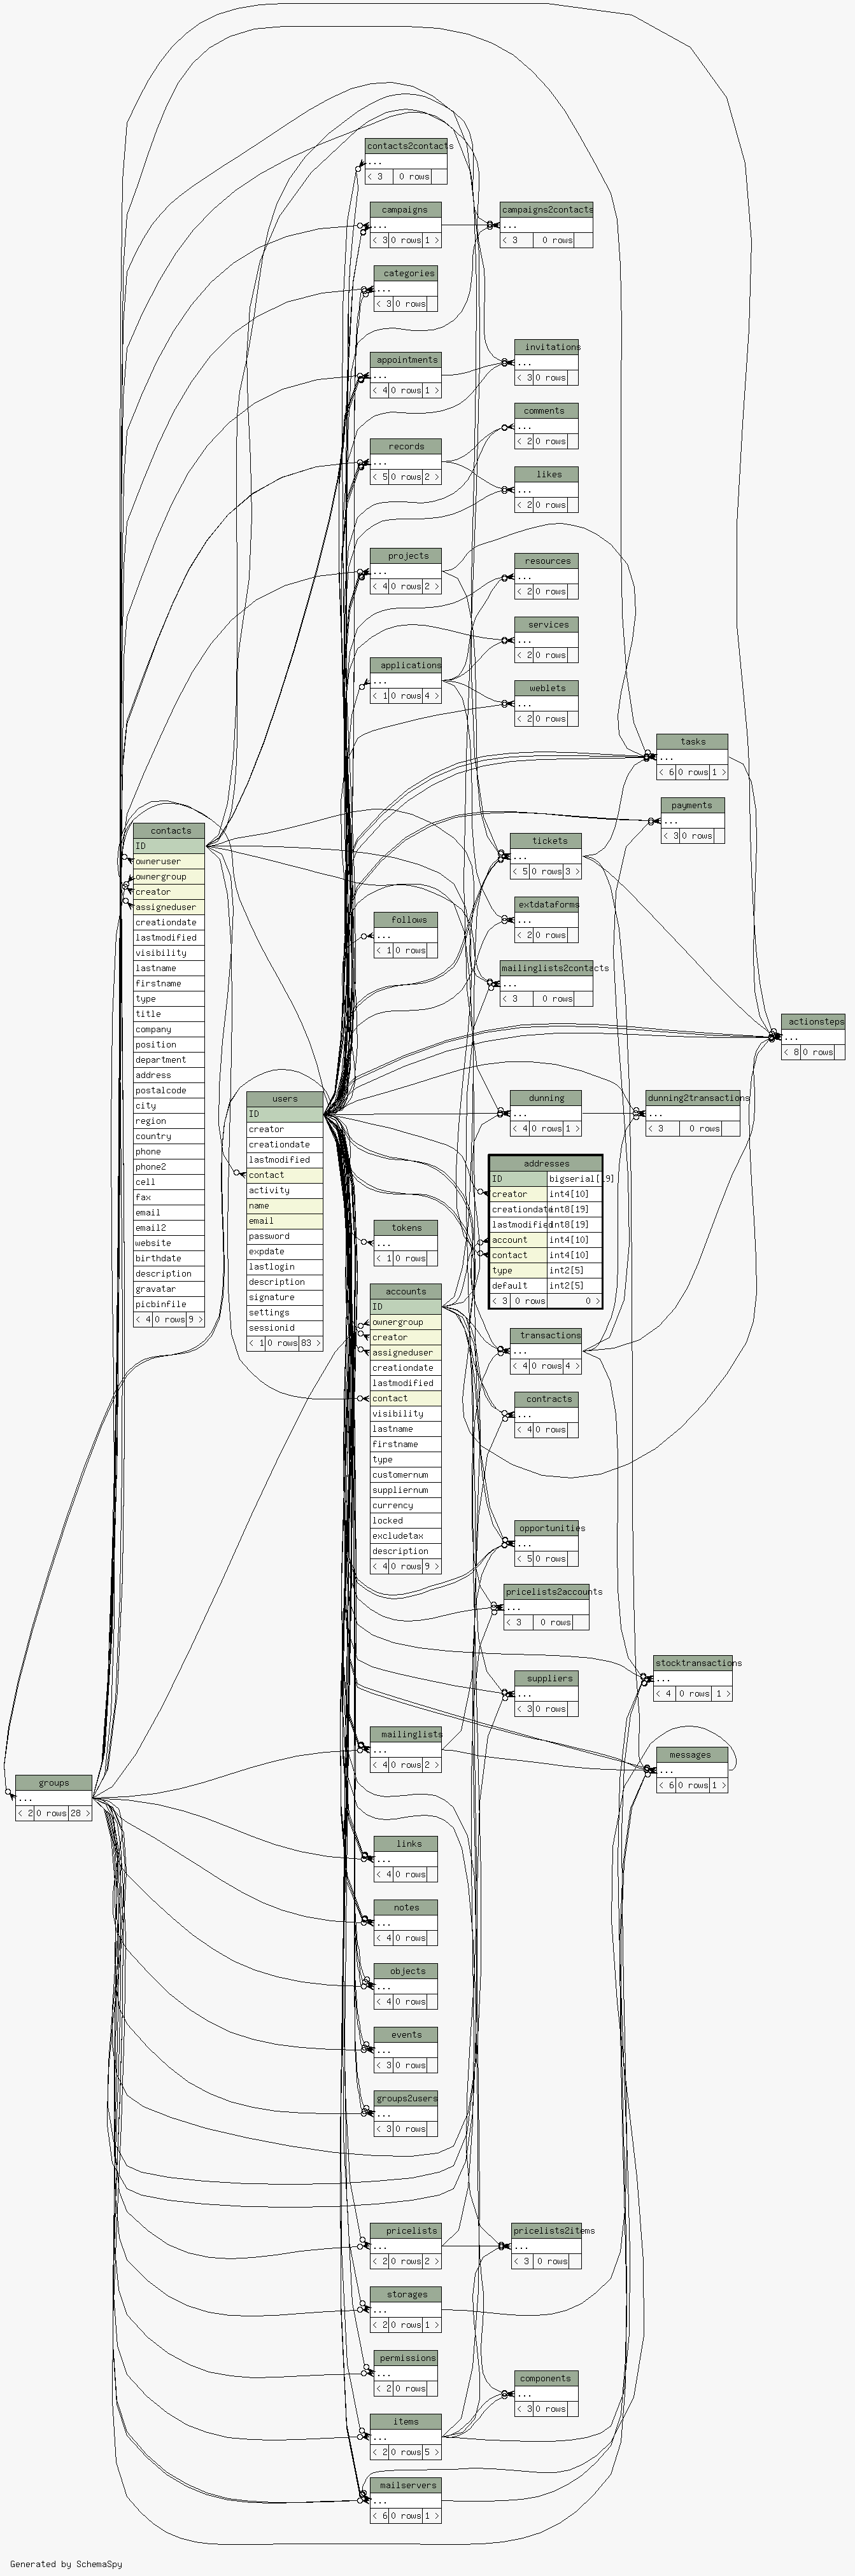 contacts2contacts
...
< 3 0 rows
campaigns
...
< 3 0 rows 1 >
campaigns2contacts
...
< 3 0 rows
categories
...
< 3 0 rows
invitations
...
< 3 0 rows
appointments
...
< 4 0 rows 1 >
comments
...
< 2 0 rows
records
...
< 5 0 rows 2 >
likes
...
< 2 0 rows
projects
...
< 4 0 rows 2 >
resources
...
< 2 0 rows
services
...
< 2 0 rows
applications
...
< 1 0 rows 4 >
weblets
...
< 2 0 rows
tasks
...
< 6 0 rows 1 >
payments
...
< 3 0 rows
contacts
ID
owneruser
ownergroup
creator
assigneduser
creationdate
lastmodified
visibility
lastname
firstname
type
title
company
position
department
address
postalcode
city
region
country
phone
phone2
cell
fax
email
email2
website
birthdate
description
gravatar
picbinfile
< 4 0 rows 9 >
tickets
...
< 5 0 rows 3 >
extdataforms
...
< 2 0 rows
follows
...
< 1 0 rows
mailinglists2contacts
...
< 3 0 rows
actionsteps
...
< 8 0 rows
users
ID
creator
creationdate
lastmodified
contact
activity
name
email
password
expdate
lastlogin
description
signature
settings
sessionid
< 1 0 rows 83 >
dunning
...
< 4 0 rows 1 >
dunning2transactions
...
< 3 0 rows
addresses
ID bigserial[19]
creator int4[10]
creationdate int8[19]
lastmodified int8[19]
account int4[10]
contact int4[10]
type int2[5]
default int2[5]
< 3 0 rows 0 >
tokens
...
< 1 0 rows
accounts
ID
ownergroup
creator
assigneduser
creationdate
lastmodified
contact
visibility
lastname
firstname
type
customernum
suppliernum
currency
locked
excludetax
description
< 4 0 rows 9 >
transactions
...
< 4 0 rows 4 >
contracts
...
< 4 0 rows
opportunities
...
< 5 0 rows
pricelists2accounts
...
< 3 0 rows
stocktransactions
...
< 4 0 rows 1 >
suppliers
...
< 3 0 rows
mailinglists
...
< 4 0 rows 2 >
messages
...
< 6 0 rows 1 >
groups
...
< 2 0 rows 28 >
links
...
< 4 0 rows
notes
...
< 4 0 rows
objects
...
< 4 0 rows
events
...
< 3 0 rows
groups2users
...
< 3 0 rows
pricelists
...
< 2 0 rows 2 >
pricelists2items
...
< 3 0 rows
storages
...
< 2 0 rows 1 >
permissions
...
< 2 0 rows
components
...
< 3 0 rows
items
...
< 2 0 rows 5 >
mailservers
...
< 6 0 rows 1 >
Generated by SchemaSpy